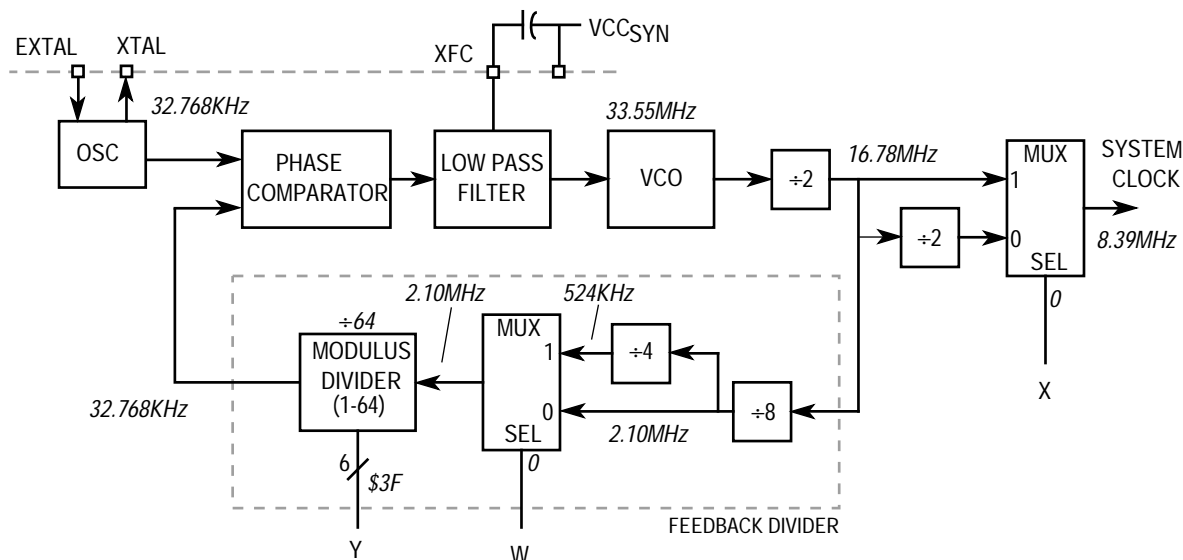 EXTAL
XTAL
XFC
VCCSYN
32.768KHz
OSC
PHASE
COMPARATOR
LOW PASS
FILTER
33.55MHz
VCO
÷2
16.78MHz
÷2
MUX
1
0
SEL
0
X
SYSTEM
CLOCK
8.39MHz
2.10MHz
524KHz
÷64
MODULUS
DIVIDER
(1-64)
32.768KHz
6
$3F
Y
MUX
1
0
SEL
0
W
÷4
÷8
2.10MHz
FEEDBACK DIVIDER